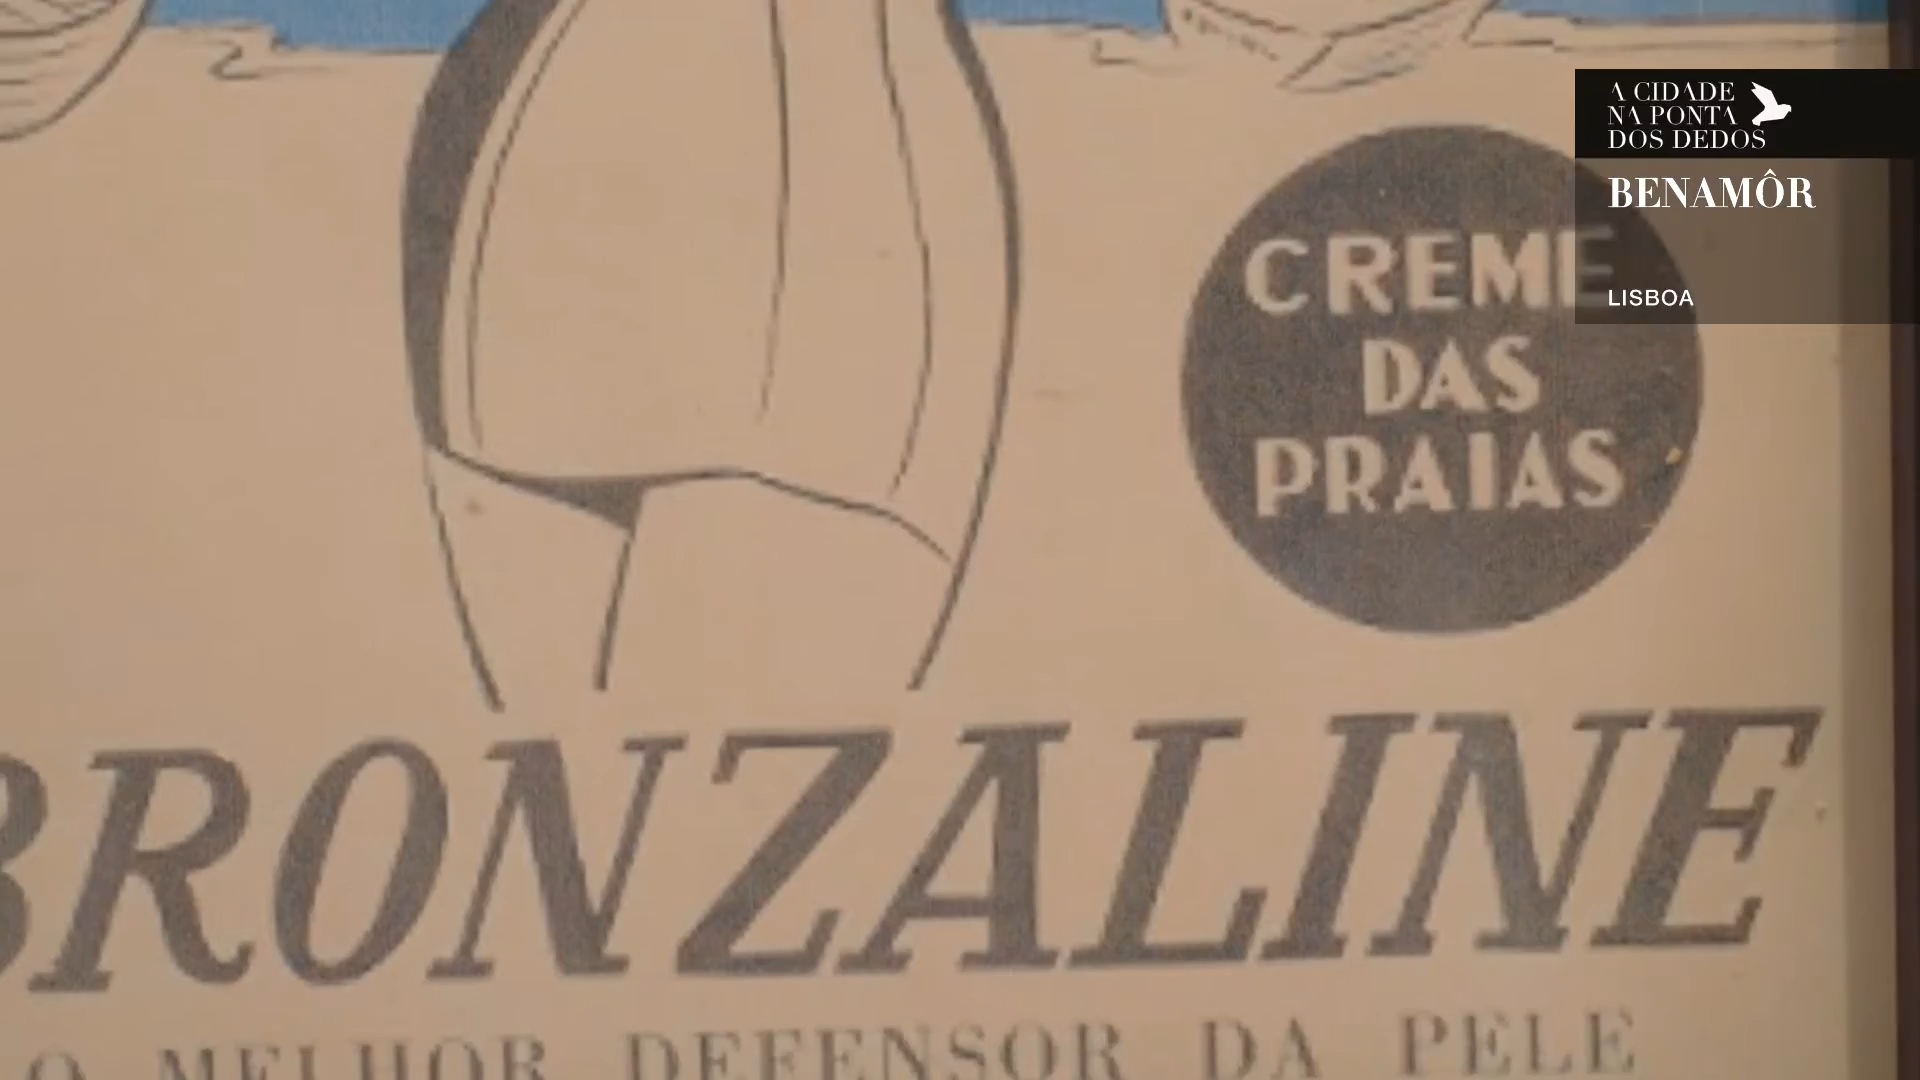 A CIDADE
NA PONTA
DOS DEDOS
BENAMÔR
LISBOA
CREME
DAS
PRAIAS
BRONZALINE
O MELHOR DEFENSOR DA PELE